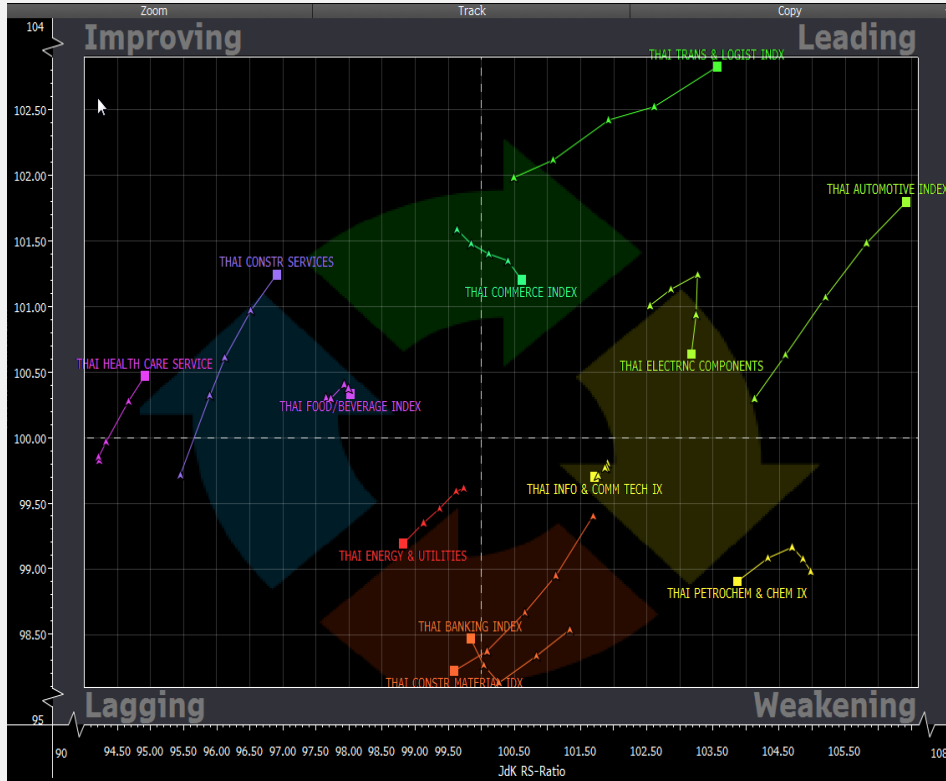 Zoom Track Copy
104
Improving Leading
THAI TRANS & LOGIST INDX
102.50
102.00
THAI AUTOMOTIVE INDEX
101.50
THAI CONSTR SERVICES
THAI COMMERCE INDEX
101.00
THAI HEALTH CARE SERVICE
THAI ELECTRNC COMPONENTS
100.50
THAI FOOD/BEVERAGE INDEX
100.00
THAI INFO & COMM TECH IX
99.50
THAI ENERGY & UTILITIES
99.00
THAI PETROCHEM & CHEM IX
THAI BANKING INDEX
98.50
THAI CONSTR MATERIAL IDX
Lagging Weakening
95
90 94.50 95.00 95.50 96.00 96.50 97.00 97.50 98.00 98.50 99.00 99.50 100.50 101.50 102.50 103.50 104.50 105.50 108
JdK RS-Ratio